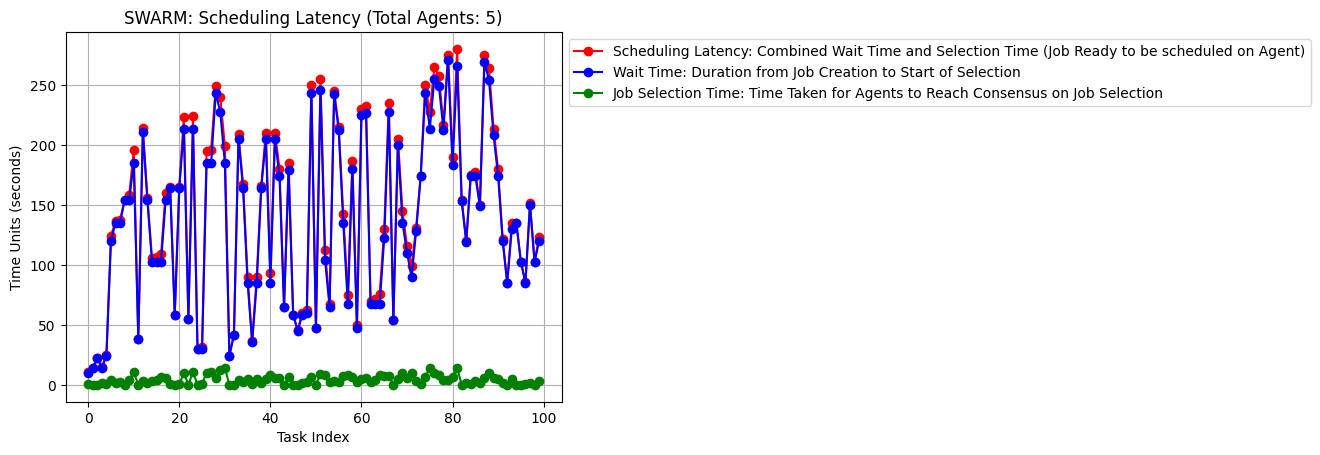 SWARM: Scheduling Latency (Total Agents: 5)
Scheduling Latency: Combined Wait Time and Selection Time (Job Ready to be scheduled on Agent)
Wait Time: Duration from Job Creation to Start of Selection
Job Selection Time: Time Taken for Agents to Reach Consensus on Job Selection
Time Units (seconds)
250
200
150
100
50
0
0 20 40 60 80 100
Task Index